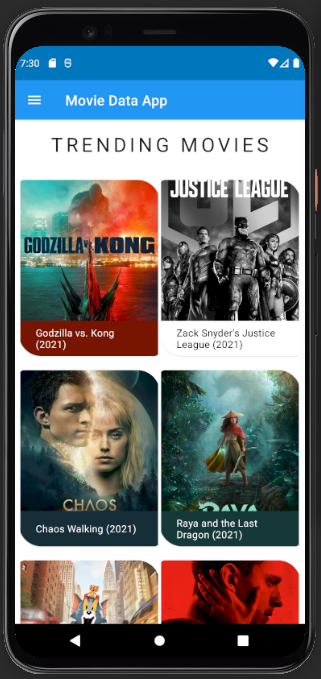 7:30
Movie Data App
TRENDING MOVIES
GODZILLA VS. KONG
JUSTICE LEAGUE
Godzilla vs. Kong
(2021)
Zack Snyder's Justice
League (2021)
CHAOS
RAYA
Chaos Walking (2021)
Raya and the Last
Dragon (2021)